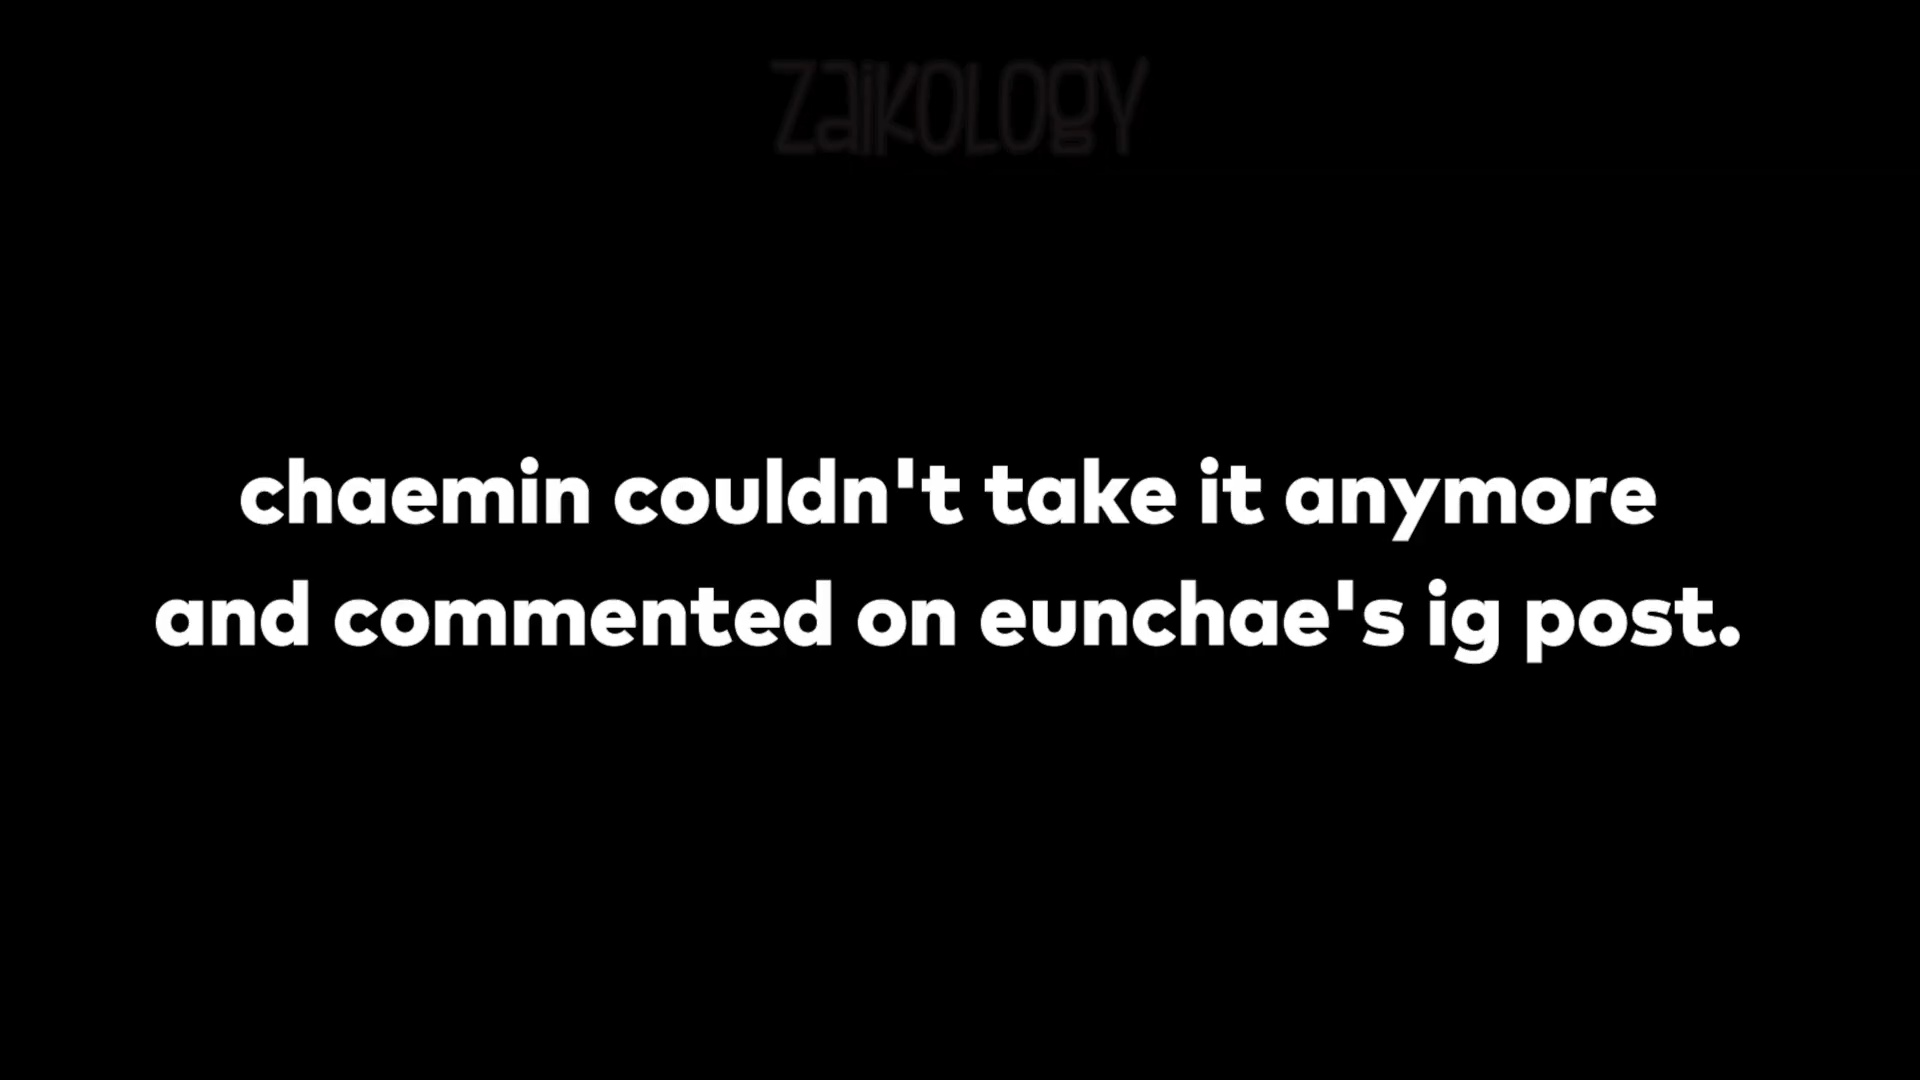 zaikology
chaemin couldn't take it anymore
and commented on eunchae's ig post.